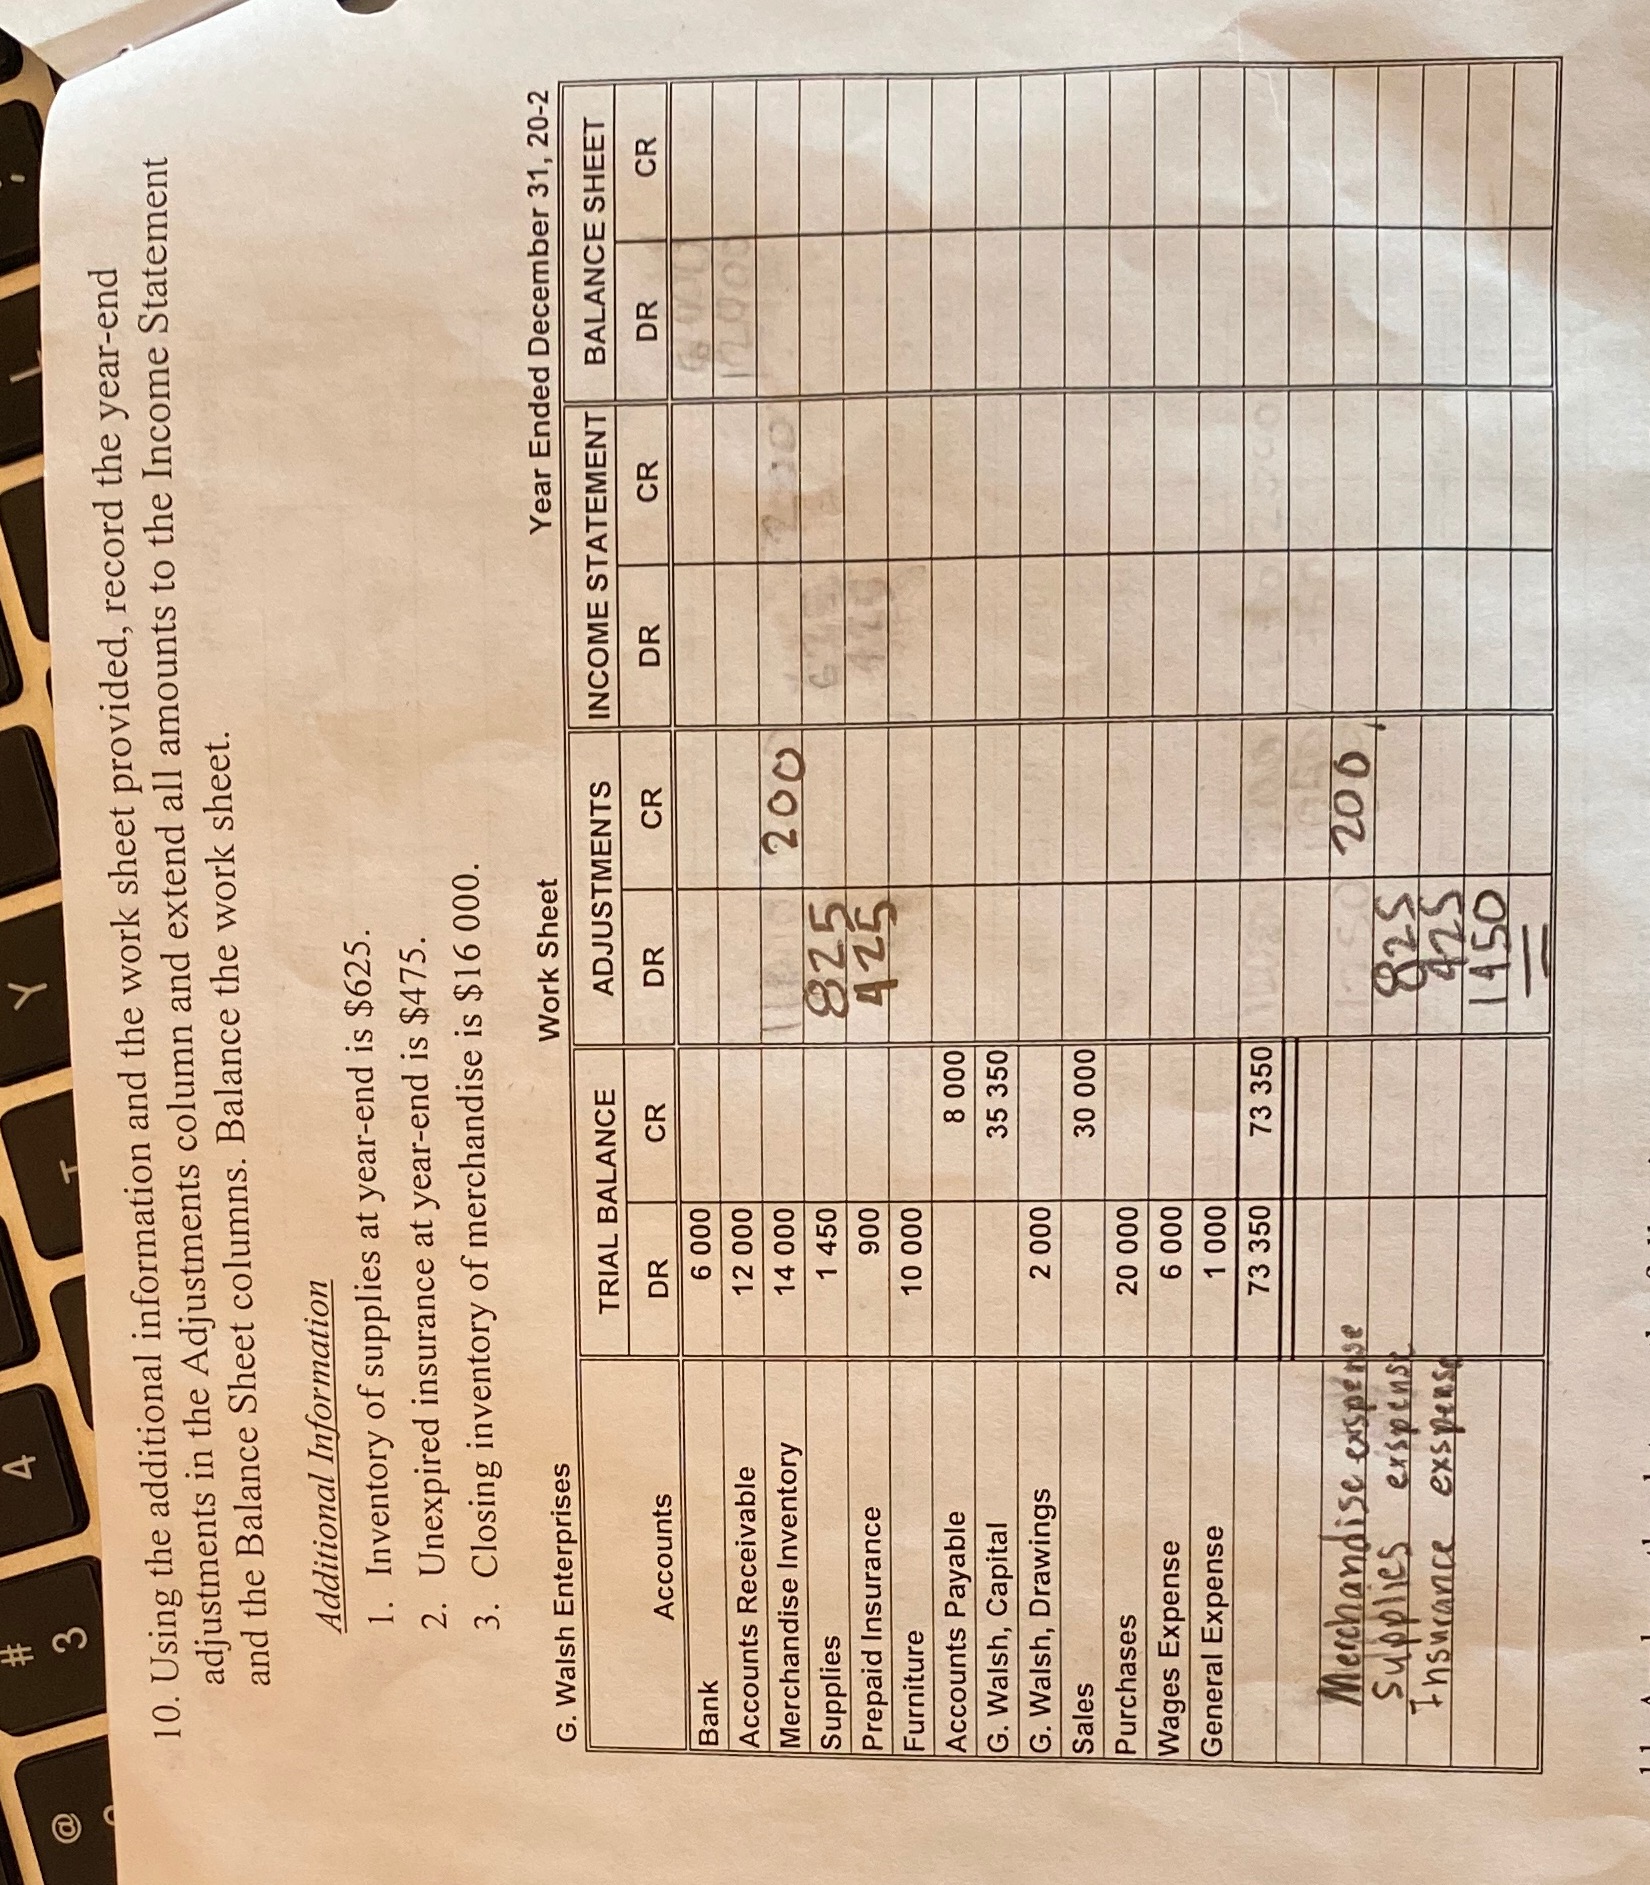 10. Using the additional information and the work sheet provided, record the year-end
adjustments in the Adjustments column and extend all amounts to the Income Statement
and the Balance Sheet columns. Balance the work sheet.
Additional Information
1. Inventory of supplies at year-end is $625.
2. Unexpired insurance at year-end is $475.
3. Closing inventory of merchandise is $16 000.
G. Walsh Enterprises Work Sheet Year Ended December 31, 20-2
Accounts TRIAL BALANCE ADJUSTMENTS INCOME STATEMENT BALANCE SHEET
DR CR DR CR DR CR DR CR
Bank 6 000
Accounts Receivable 12 000
Merchandise Inventory 14 000 200
Supplies 1 450 825
Prepaid Insurance 900 425
Furniture 10 000
Accounts Payable 8 000
G. Walsh, Capital 35 350
G. Walsh, Drawings 2 000
Sales 30 000
Purchases 20 000
Wages Expense 6 000
General Expense 1 000
73 350 73 350
Merchandise exspense 200
Supplies exspense 825
Insurance exspense 425
1450
@ # 3 4 Y